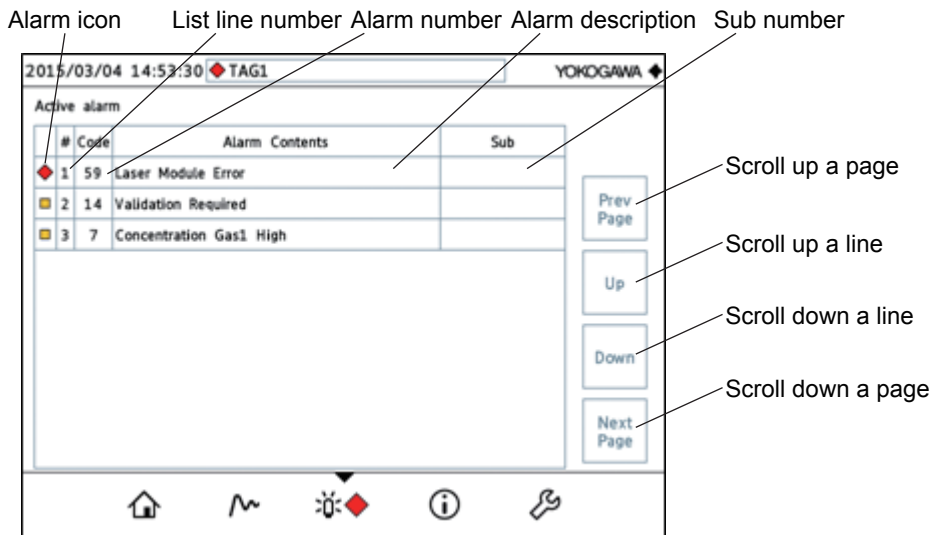 Alarm icon List line number Alarm number Alarm description Sub number
2015/03/04 14:53:30 TAG1 YOKOGAWA
Active alarm
# Code Alarm Contents Sub
1 59 Laser Module Error
2 14 Validation Required
3 7 Concentration Gas1 High
Prev
Page
Up
Down
Next
Page
Scroll up a page
Scroll up a line
Scroll down a line
Scroll down a page